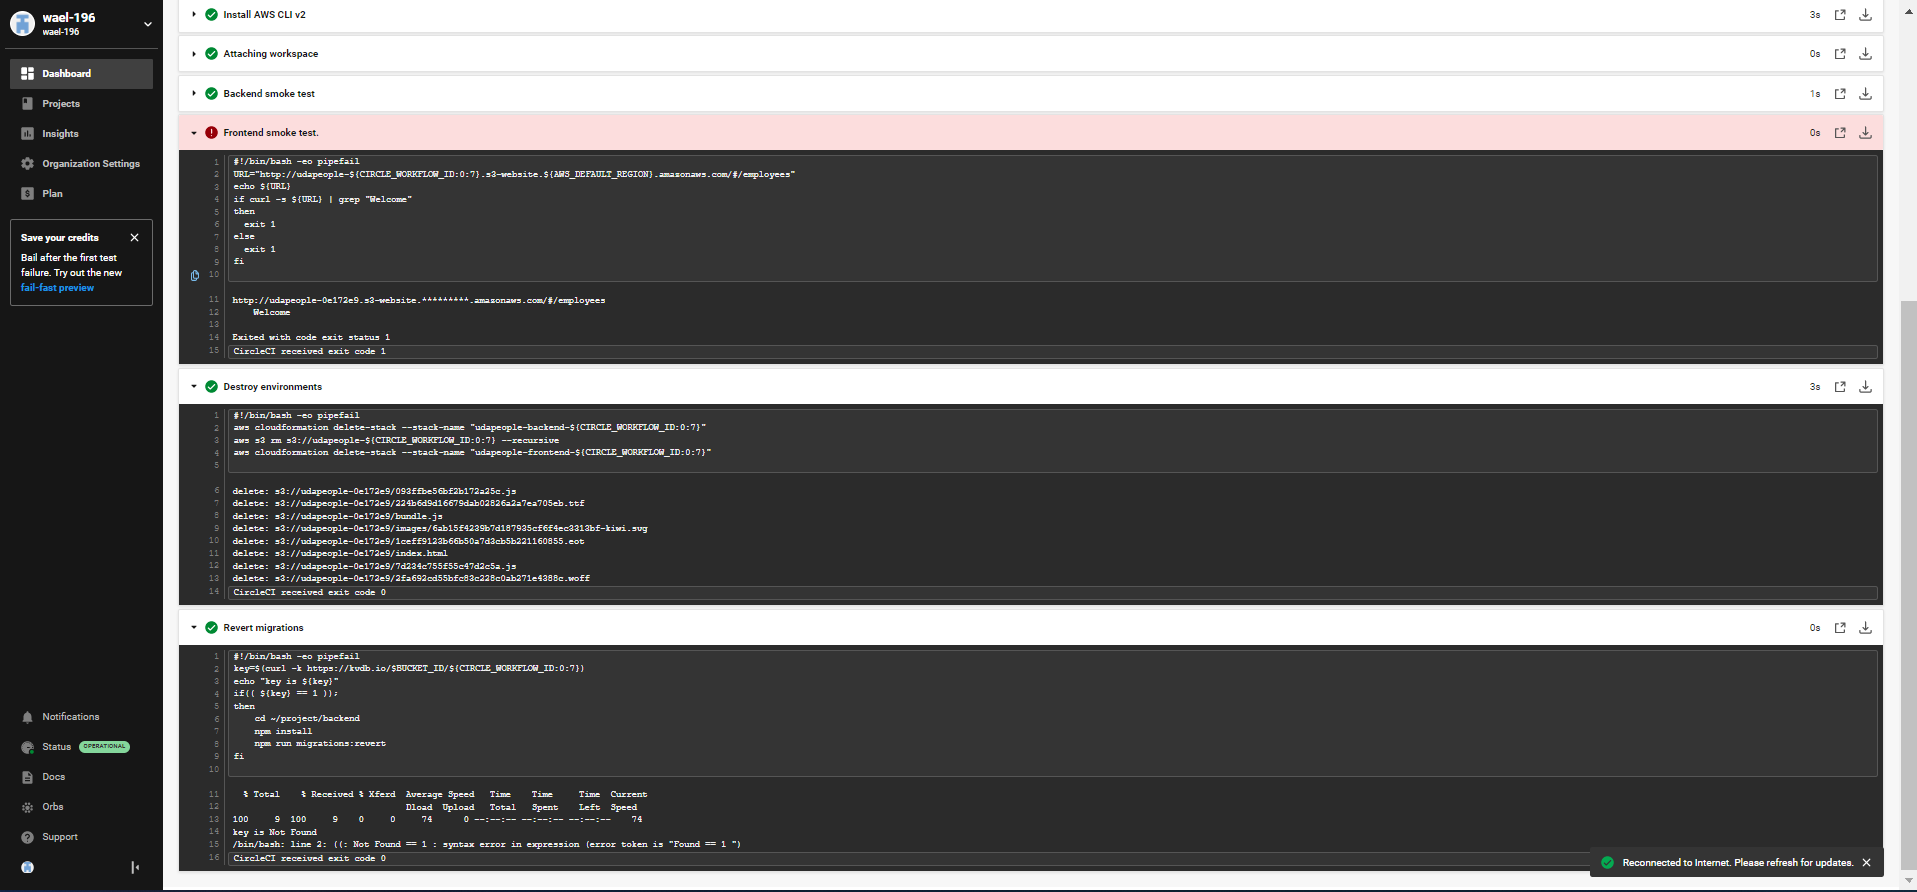 wael-196
wael-196
Dashboard
Projects
Insights
Organization Settings
Plan
Save your credits
Bail after the first test
failure. Try out the new
fail-fast preview
Notifications
Status OPERATIONAL
Docs
Orbs
Support
Install AWS CLI v2 3s
Attaching workspace 0s
Backend smoke test 1s
Frontend smoke test. 0s
1 #!/bin/bash -eo pipefail
2 URL="http://udapeople-${CIRCLE_WORKFLOW_ID:0:7}.s3-website.${AWS_DEFAULT_REGION}.amazonaws.com/#/employees"
3 echo ${URL}
4 if curl -s ${URL} | grep "Welcome"
5 then
6 exit 1
7 else
8 exit 1
9 fi
10
11 http://udapeople-0e172e9.s3-website.*********.amazonaws.com/#/employees
12 Welcome
13
14 Exited with code exit status 1
15 CircleCI received exit code 1
Destroy environments 3s
1 #!/bin/bash -eo pipefail
2 aws cloudformation delete-stack --stack-name "udapeople-backend-${CIRCLE_WORKFLOW_ID:0:7}"
3 aws s3 rm s3://udapeople-${CIRCLE_WORKFLOW_ID:0:7} --recursive
4 aws cloudformation delete-stack --stack-name "udapeople-frontend-${CIRCLE_WORKFLOW_ID:0:7}"
5
6 delete: s3://udapeople-0e172e9/093ffbe56bf2b172a25c.js
7 delete: s3://udapeople-0e172e9/224b6d9d16679dab02826a2a7ea705eb.ttf
8 delete: s3://udapeople-0e172e9/bundle.js
9 delete: s3://udapeople-0e172e9/images/6ab15f4239b7d187935cf6f4ec3313bf-kiwi.svg
10 delete: s3://udapeople-0e172e9/1ceff9123b66b50a7d3cb5b221160855.eot
11 delete: s3://udapeople-0e172e9/index.html
12 delete: s3://udapeople-0e172e9/7d234c755f55c47d2c5a.js
13 delete: s3://udapeople-0e172e9/2fa692cd55bfc83c228c0ab271e4388c.woff
14 CircleCI received exit code 0
Revert migrations 0s
1 #!/bin/bash -eo pipefail
2 key=$(curl -k https://kvdb.io/$BUCKET_ID/${CIRCLE_WORKFLOW_ID:0:7})
3 echo "key is ${key}"
4 if(( ${key} == 1 ));
5 then
6 cd ~/project/backend
7 npm install
8 npm run migrations:revert
9 fi
10
11 % Total % Received % Xferd Average Speed Time Time Time Current
12 Dload Upload Total Spent Left Speed
13 100 9 100 9 0 0 74 0 --:--:-- --:--:-- --:--:-- 74
14 key is Not Found
15 /bin/bash: line 2: ((: Not Found == 1 : syntax error in expression (error token is "Found == 1 ")
16 CircleCI received exit code 0
Reconnected to Internet. Please refresh for updates.